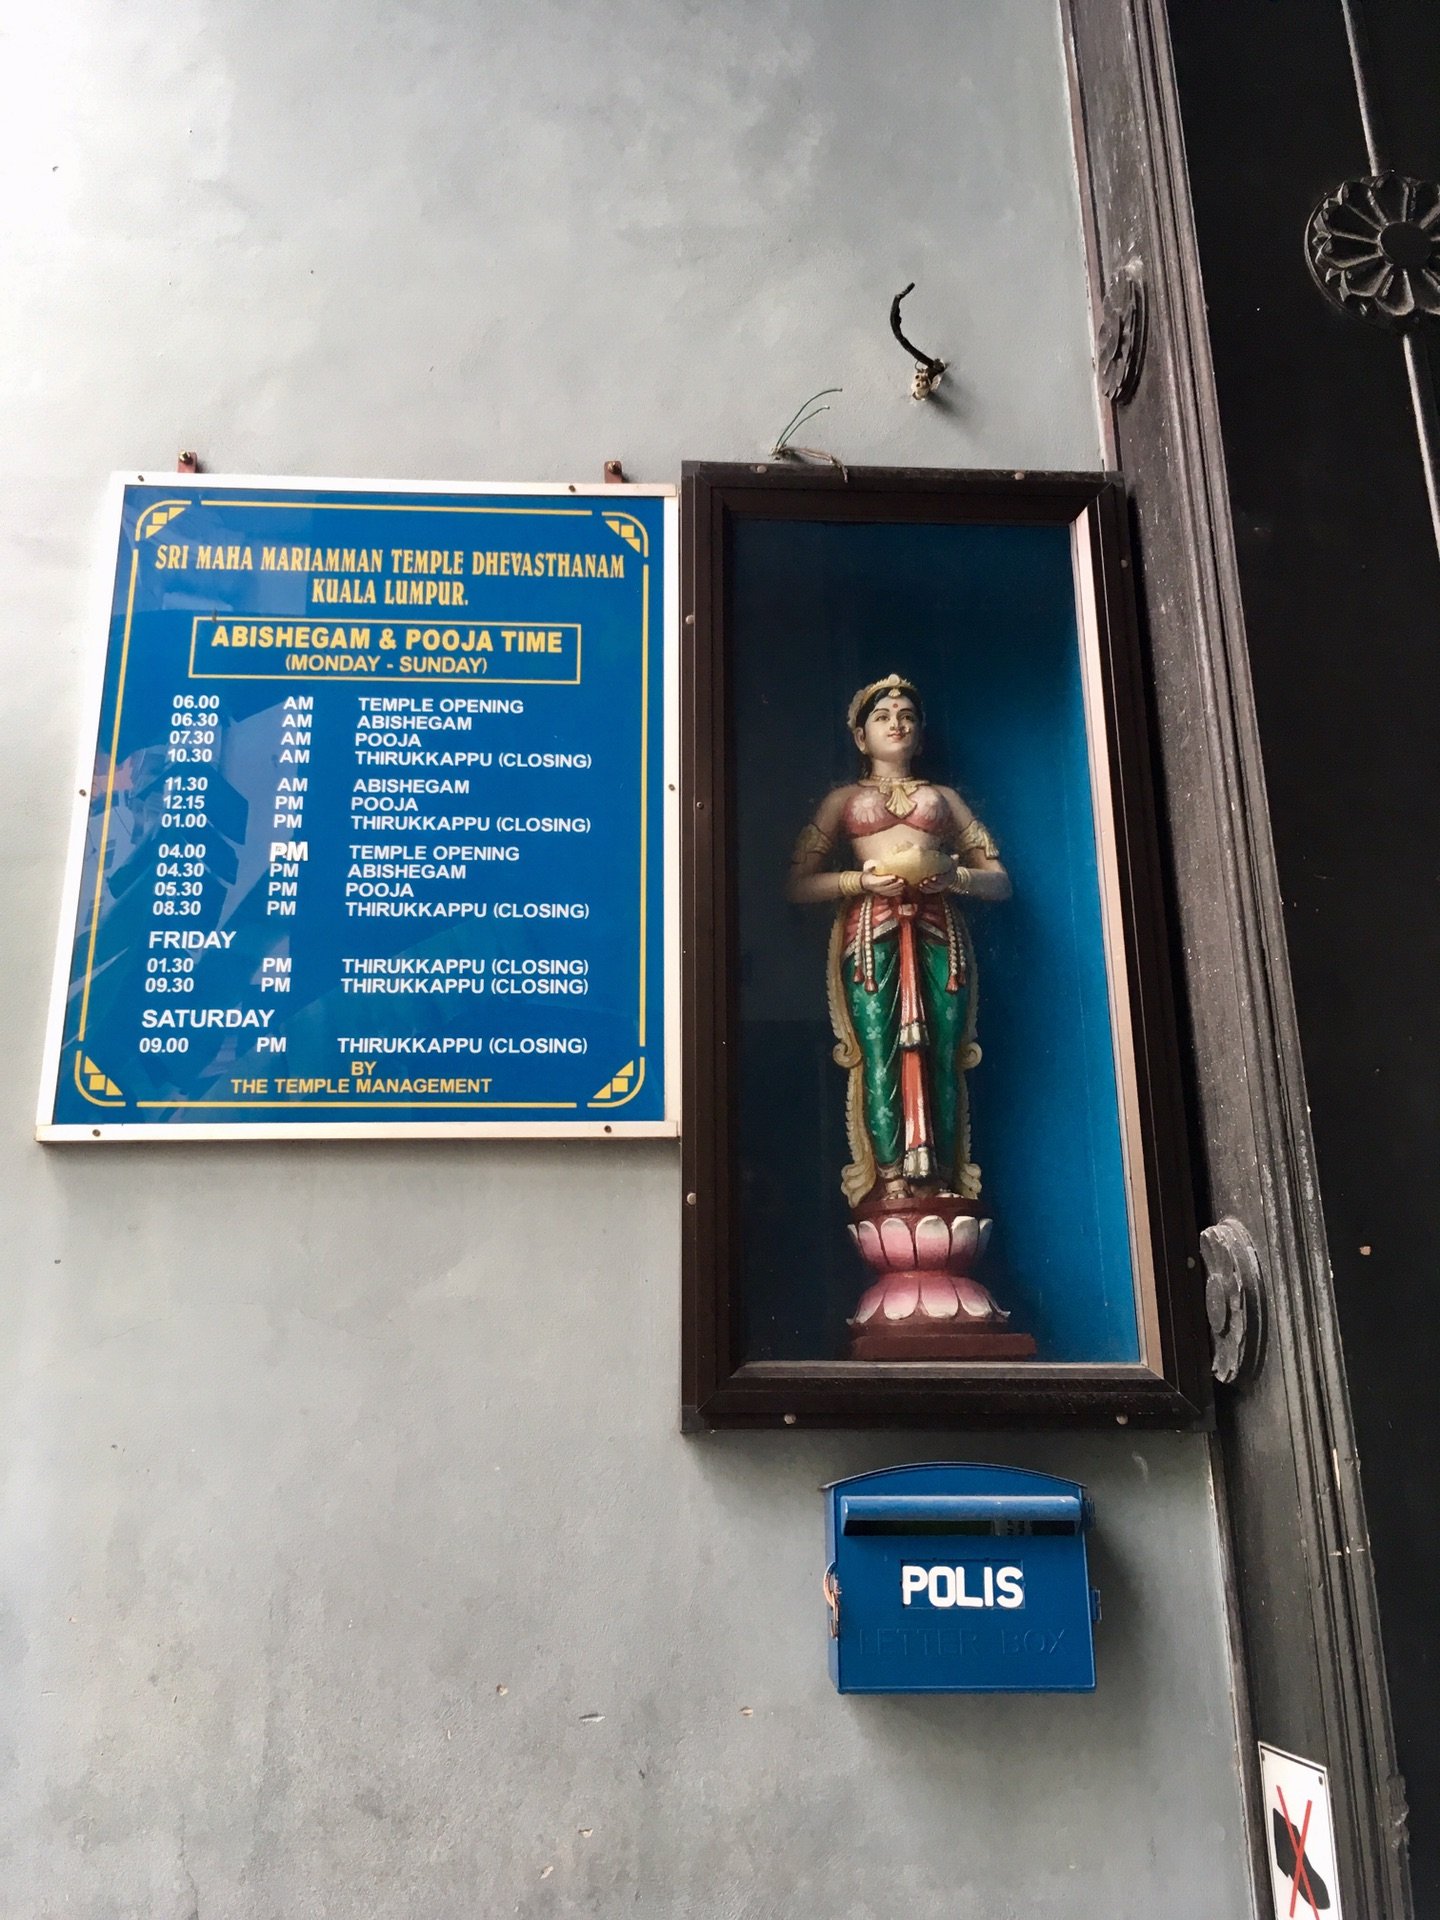 SRI MAHA MARIAMMAN TEMPLE DHEVASTHANAM
KUALA LUMPUR.
ABISHEGAM & POOJA TIME
(MONDAY - SUNDAY)
06.00 AM TEMPLE OPENING
06.30 AM ABISHEGAM
07.30 AM POOJA
10.30 AM THIRUKKAPPU (CLOSING)
11.30 AM ABISHEGAM
12.15 PM POOJA
01.00 PM THIRUKKAPPU (CLOSING)
04.00 PM TEMPLE OPENING
04.30 PM ABISHEGAM
05.30 PM POOJA
08.30 PM THIRUKKAPPU (CLOSING)
FRIDAY
01.30 PM THIRUKKAPPU (CLOSING)
09.30 PM THIRUKKAPPU (CLOSING)
SATURDAY
09.00 PM THIRUKKAPPU (CLOSING)
BY
THE TEMPLE MANAGEMENT
POLIS
LETTER BOX